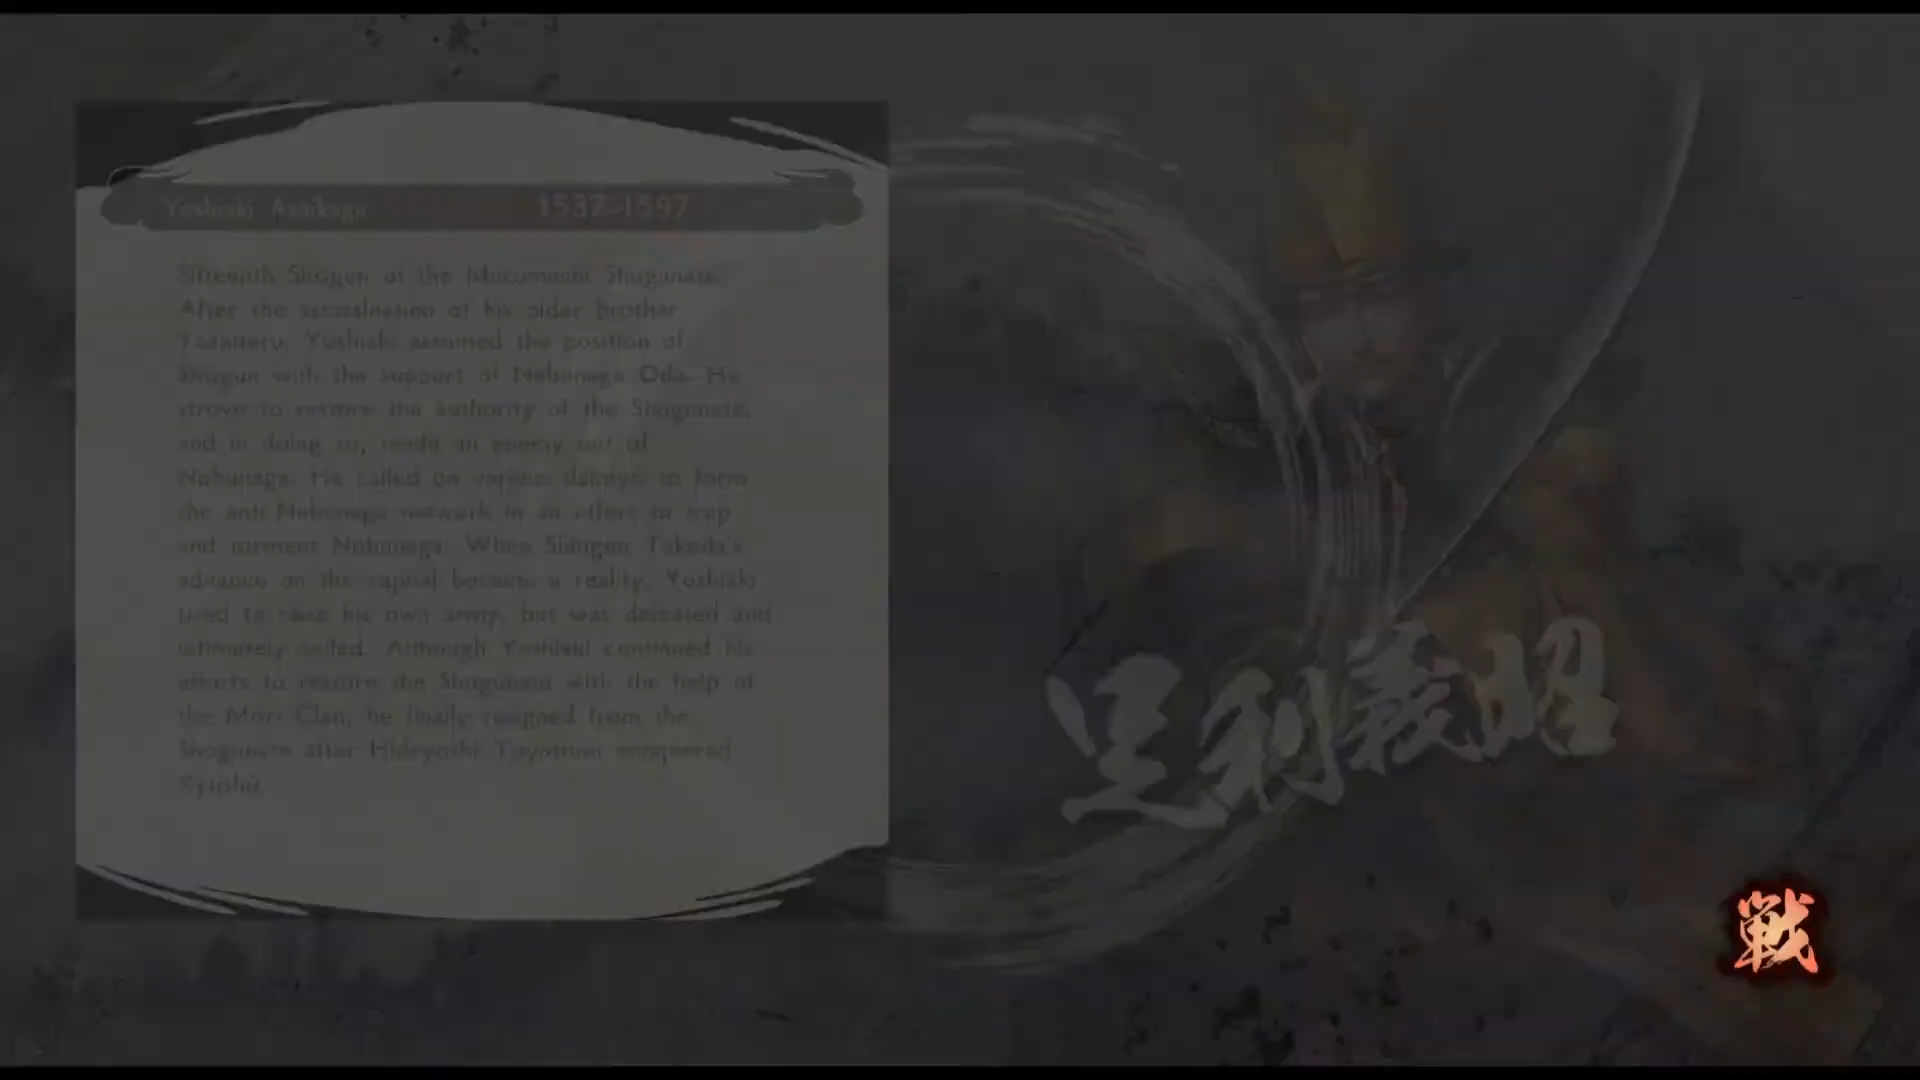 Yoshiaki Ashikaga 1537-1597
Fifteenth Shogun of the Muromachi Shogunate.
After the assassination of his older brother
Yoshiteru, Yoshiaki assumed the position of
Shogun with the support of Nobunaga Oda. He
strove to restore the authority of the Shogunate,
and in doing so, made an enemy out of
Nobunaga. He called on various daimyo to form
the anti-Nobunaga network in an effort to trap
and torment Nobunaga. When Shingen Takeda's
advance on the capital became a reality, Yoshiaki
tried to raise his own army, but was defeated and
ultimately exiled. Although Yoshiaki continued his
efforts to restore the Shogunate with the help of
the Mori Clan, he finally resigned from the
Shogunate after Hideyoshi Toyotomi conquered
Kyushu.
足利義昭
戦